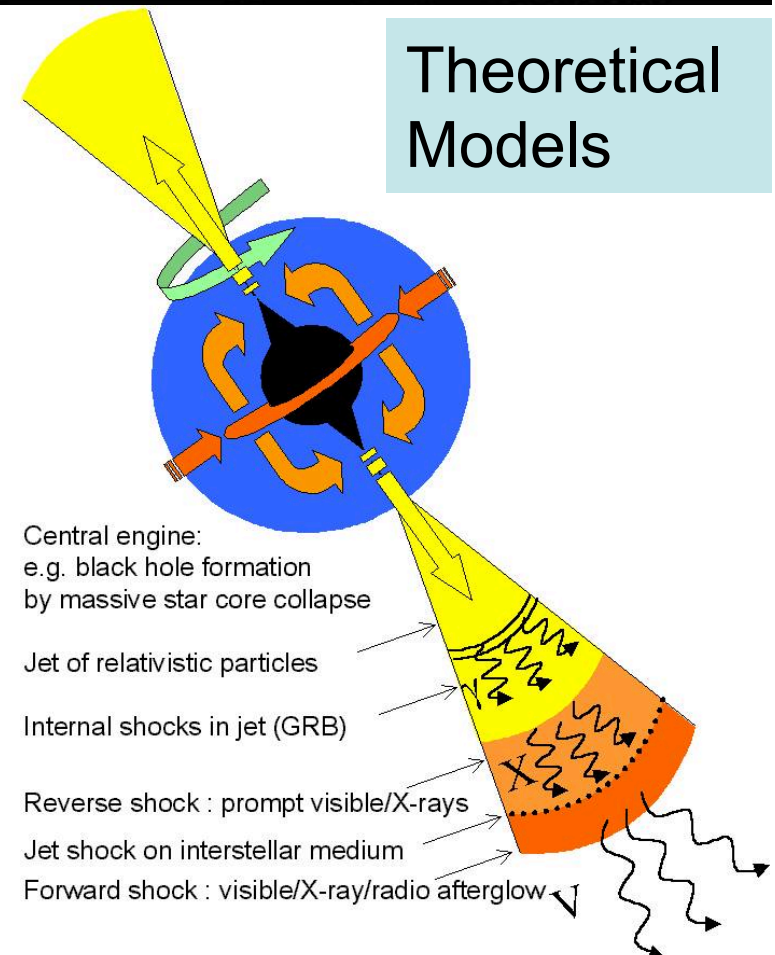 Theoretical
Models
Central engine:
e.g. black hole formation
by massive star core collapse
Jet of relativistic particles
γ
Internal shocks in jet (GRB)
X
Reverse shock : prompt visible/X-rays
Jet shock on interstellar medium
Forward shock : visible/X-ray/radio afterglow
V